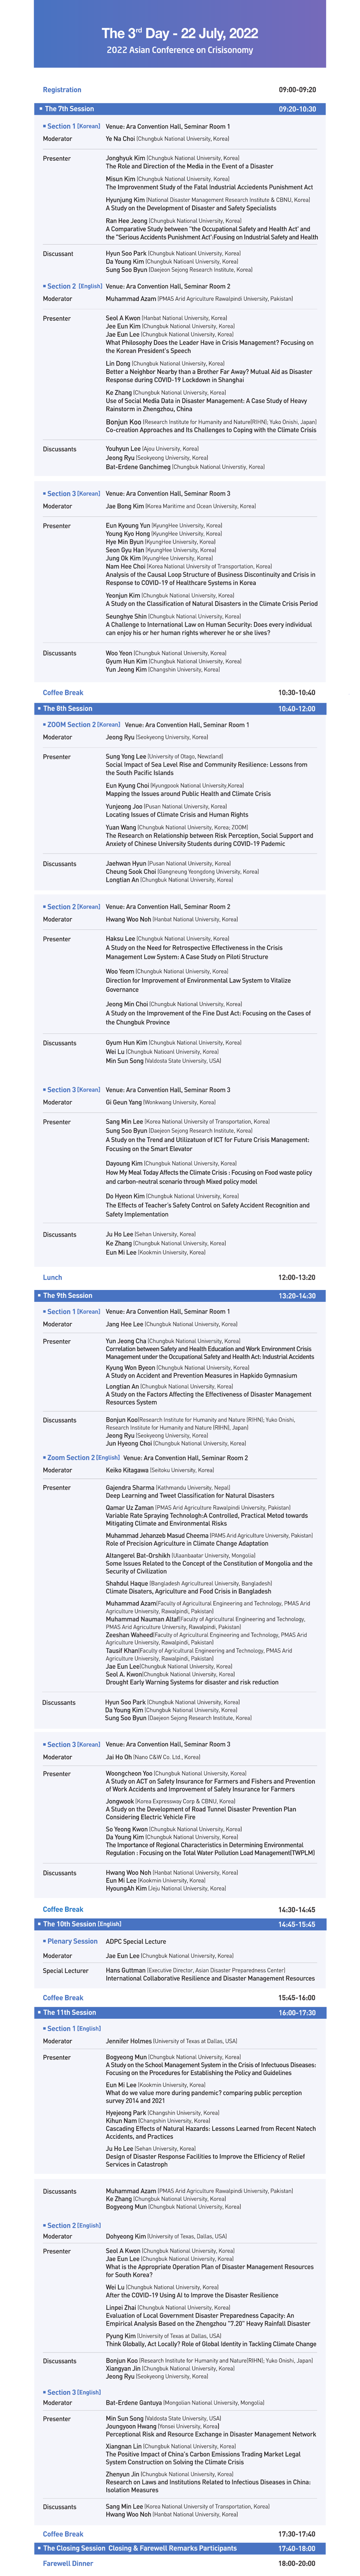 The 3rd Day - 22 July, 2022
2022 Asian Conference on Crisisonomy
Registration 09:00-09:20
▪ The 7th Session 09:20-10:30
▪ Section 1 [Korean] Venue: Ara Convention Hall, Seminar Room 1
Moderator Ye Na Choi (Chungbuk National University, Korea)
Presenter Jonghyuk Kim (Chungbuk National University, Korea)
The Role and Direction of the Media in the Event of a Disaster
Misun Kim (Chungbuk National University, Korea)
The Improvenment Study of the Fatal Industrial Acciedents Punishment Act
Hyunjung Kim (National Disaster Management Research Institute & CBNU, Korea)
A Study on the Development of Disaster and Safety Specialists
Ran Hee Jeong (Chungbuk National University, Korea)
A Comparative Study between "the Occupational Safety and Health Act' and
the "Serious Accidents Punishment Act'.Focusing on Industrial Safety and Health
Discussant Hyun Soo Park (Chungbuk Natioanl University, Korea)
Da Young Kim (Chungbuk Natioanl University, Korea)
Sung Soo Byun (Daejeon Sejong Research Institute, Korea)
▪ Section 2 [English] Venue: Ara Convention Hall, Seminar Room 2
Moderator Muhammad Azam (PMAS Arid Agriculture Rawalpindi University, Pakistan)
Presenter Seol A Kwon (Hanbat National University, Korea)
Jee Eun Kim (Chungbuk National University, Korea)
Jae Eun Lee (Chungbuk National University, Korea)
What Philosophy Does the Leader Have in Crisis Management? Focusing on
the Korean President's Speech
Lin Dong (Chungbuk National University, Korea)
Better a Neighbor Nearby than a Brother Far Away? Mutual Aid as Disaster
Response during COVID-19 Lockdown in Shanghai
Ke Zhang (Chungbuk National University, Korea)
Use of Social Media Data in Disaster Management: A Case Study of Heavy
Rainstorm in Zhengzhou, China
Bonjun Koo (Research Institute for Humanity and Nature(RIHN); Yuko Onishi, Japan)
Co-creation Approaches and Its Challenges to Coping with the Climate Crisis
Discussants Youhyun Lee (Ajou University, Korea)
Jeong Ryu (Seokyeong University, Korea)
Bat-Erdene Ganchimeg (Chungbuk National Universtiy, Korea)
▪ Section 3 [Korean] Venue: Ara Convention Hall, Seminar Room 3
Moderator Jae Bong Kim (Korea Maritime and Ocean University, Korea)
Presenter Eun Kyoung Yun (KyungHee University, Korea)
Young Kyo Hong (KyungHee University, Korea)
Hye Min Byun (KyungHee University, Korea)
Seon Gyu Han (KyungHee University, Korea)
Jung Ok Kim (KyungHee University, Korea)
Nam Hee Choi (Korea National University of Transportation, Korea)
Analysis of the Causal Loop Structure of Business Discontinuity and Crisis in
Response to COVID-19 of Healthcare Systems in Korea
Yeonjun Kim (Chungbuk National University, Korea)
A Study on the Classification of Natural Disasters in the Climate Crisis Period
Seunghye Shin (Chungbuk National University, Korea)
A Challenge to International Law on Human Security: Does every individual
can enjoy his or her human rights wherever he or she lives?
Discussants Woo Yeon (Chungbuk National University, Korea)
Gyum Hun Kim (Chungbuk National University, Korea)
Yun Jeong Kim (Changshin University, Korea)
Coffee Break 10:30-10:40
▪ The 8th Session 10:40-12:00
▪ ZOOM Section 2 [Korean] Venue: Ara Convention Hall, Seminar Room 1
Moderator Jeong Ryu (Seokyeong University, Korea)
Presenter Sung Yong Lee (University of Otago, Newzland)
Social Impact of Sea Level Rise and Community Resilience: Lessons from
the South Pacific Islands
Eun Kyung Choi (Kyungpook National University,Korea)
Mapping the Issues around Public Health and Climate Crisis
Yunjeong Joo (Pusan National University, Korea)
Locating Issues of Climate Crisis and Human Rights
Yuan Wang (Chungbuk National University, Korea; ZOOM)
The Research on Relationship between Risk Perception, Social Support and
Anxiety of Chinese University Students during COVID-19 Pademic
Discussants Jaehwan Hyun (Pusan National University, Korea)
Cheung Sook Choi (Gangneung Yeongdong University, Korea)
Longtian An (Chungbuk National University, Korea)
▪ Section 2 [Korean] Venue: Ara Convention Hall, Seminar Room 2
Moderator Hwang Woo Noh (Hanbat National University, Korea)
Presenter Haksu Lee (Chungbuk National University, Korea)
A Study on the Need for Retrospective Effectiveness in the Crisis
Management Low System: A Case Study on Piloti Structure
Woo Yeom (Chungbuk National University, Korea)
Direction for Improvement of Environmental Law System to Vitalize
Governance
Jeong Min Choi (Chungbuk National University, Korea)
A Study on the Improvement of the Fine Dust Act: Focusing on the Cases of
the Chungbuk Province
Discussants Gyum Hun Kim (Chungbuk National University, Korea)
Wei Lu (Chungbuk Natioanl University, Korea)
Min Sun Song (Valdosta State University, USA)
▪ Section 3 [Korean] Venue: Ara Convention Hall, Seminar Room 3
Moderator Gi Geun Yang (Wonkwang University, Korea)
Presenter Sang Min Lee (Korea National University of Transportation, Korea)
Sung Soo Byun (Daejeon Sejong Research Institute, Korea)
A Study on the Trend and Utilization of ICT for Future Crisis Management:
Focusing on the Smart Elevator
Dayoung Kim (Chungbuk National University, Korea)
How My Meal Today Affects the Climate Crisis : Focusing on Food waste policy
and carbon-neutral scenario through Mixed policy model
Do Hyeon Kim (Chungbuk National University, Korea)
The Effects of Teacher's Safety Control on Safety Accident Recognition and
Safety Implementation
Discussants Ju Ho Lee (Sehan University, Korea)
Ke Zhang (Chungbuk National University, Korea)
Eun Mi Lee (Kookmin University, Korea)
Lunch 12:00-13:20
▪ The 9th Session 13:20-14:30
▪ Section 1 [Korean] Venue: Ara Convention Hall, Seminar Room 1
Moderator Jang Hee Lee (Chungbuk National University, Korea)
Presenter Yun Jeong Cha (Chungbuk National University, Korea)
Correlation between Safety and Health Education and Work Environment Crisis
Management under the Occupational Safety and Health Act: Industrial Accidents
Kyung Won Byeon (Chungbuk National University, Korea)
A Study on Accident and Prevention Measures in Hapkido Gymnasium
Longtian An (Chungbuk National University, Korea)
A Study on the Factors Affecting the Effectiveness of Disaster Management
Resources System
Discussants Bonjun Koo(Research Institute for Humanity and Nature (RIHN); Yuko Onishi,
Research Institute for Humanity and Nature (RIHN), Japan)
Jeong Ryu (Seokyeong University, Korea)
Jun Hyeong Choi (Chungbuk National University, Korea)
▪ Zoom Section 2 [English] Venue: Ara Convention Hall, Seminar Room 2
Moderator Keiko Kitagawa (Seitoku University, Korea)
Presenter Gajendra Sharma (Kathmandu University, Nepal)
Deep Learning and Tweet Classification for Natural Disasters
Qamar Uz Zaman (PMAS Arid Agriculture Rawalpindi University, Pakistan)
Variable Rate Spraying Technology:A Controlled, Practical Metod towards
Mitigating Climate and Environmental Risks
Muhammad Jehanzeb Masud Cheema (PAMS Arid Agriculture University, Pakistan)
Role of Precision Agriculture in Climate Change Adaptation
Altangerel Bat-Orshikh (Ulaanbaatar University, Mongolia)
Some Issues Related to the Concept of the Constitution of Mongolia and the
Security of Civilization
Shahdul Haque (Bangladesh Agricultureal University, Bangladesh)
Climate Disaters, Agriculture and Food Crisis in Bangladesh
Muhammad Azam(Faculty of Agricultural Engineering and Technology, PMAS Arid
Agriculture University, Rawalpindi, Pakistan)
Muhammad Nauman Altaf(Faculty of Agricultural Engineering and Technology,
PMAS Arid Agriculture University, Rawalpindi, Pakistan)
Zeeshan Waheed(Faculty of Agricultural Engineering and Technology, PMAS Arid
Agriculture University, Rawalpindi, Pakistan)
Tausif Khan(Faculty of Agricultural Engineering and Technology, PMAS Arid
Agriculture University, Rawalpindi, Pakistan)
Jae Eun Lee(Chungbuk National University, Korea)
Seol A. Kwon(Chungbuk National University, Korea)
Drought Early Warning Systems for disaster and risk reduction
Discussants Hyun Soo Park (Chungbuk National University, Korea)
Da Young Kim (Chungbuk National University, Korea)
Sung Soo Byun (Daejeon Sejong Research Institute, Korea)
▪ Section 3 [Korean] Venue: Ara Convention Hall, Seminar Room 3
Moderator Jai Ho Oh (Nano C&W Co. Ltd., Korea)
Presenter Woongcheon Yoo (Chungbuk National University, Korea)
A Study on ACT on Safety Insurance for Farmers and Fishers and Prevention
of Work Accidents and Improvement of Safety Insurance for Farmers
Jongwook (Korea Expressway Corp & CBNU, Korea)
A Study on the Development of Road Tunnel Disaster Prevention Plan
Considering Electric Vehicle Fire
So Yeong Kwon (Chungbuk National University, Korea)
Da Young Kim (Chungbuk National University, Korea)
The Importance of Regional Characteristics in Determining Environmental
Regulation : Focusing on the Total Water Pollution Load Management(TWPLM)
Discussants Hwang Woo Noh (Hanbat National University, Korea)
Eun Mi Lee (Kookmin University, Korea)
HyoungAh Kim (Jeju National University, Korea)
Coffee Break 14:30-14:45
▪ The 10th Session [English] 14:45-15:45
▪ Plenary Session ADPC Special Lecture
Moderator Jae Eun Lee (Chungbuk National University, Korea)
Special Lecturer Hans Guttman (Executive Director, Asian Disaster Preparedness Center)
International Collaborative Resilience and Disaster Management Resources
Coffee Break 15:45-16:00
▪ The 11th Session 16:00-17:30
▪ Section 1 [English]
Moderator Jennifer Holmes (University of Texas at Dallas, USA)
Presenter Bogyeong Mun (Chungbuk National University, Korea)
A Study on the School Management System in the Crisis of Infectuous Diseases:
Focusing on the Procedures for Establishing the Policy and Guidelines
Eun Mi Lee (Kookmin University, Korea)
What do we value more during pandemic? comparing public perception
survey 2014 and 2021
Hyejeong Park (Changshin University, Korea)
Kihun Nam (Changshin University, Korea)
Cascading Effects of Natural Hazards: Lessons Learned from Recent Natech
Accidents, and Practices
Ju Ho Lee (Sehan University, Korea)
Design of Disaster Response Facilities to Improve the Efficiency of Relief
Services in Catastroph
Discussants Muhammad Azam (PMAS Arid Agriculture Rawalpindi University, Pakistan)
Ke Zhang (Chungbuk National University, Korea)
Bogyeong Mun (Chungbuk National University, Korea)
▪ Section 2 [English]
Moderator Dohyeong Kim (University of Texas, Dallas, USA)
Presenter Seol A Kwon (Chungbuk National University, Korea)
Jae Eun Lee (Chungbuk National University, Korea)
What is the Appropriate Operation Plan of Disaster Management Resources
for South Korea?
Wei Lu (Chungbuk National University, Korea)
After the COVID-19 Using AI to Improve the Disaster Resilience
Linpei Zhai (Chungbuk National University, Korea)
Evaluation of Local Government Disaster Preparedness Capacity: An
Empirical Analysis Based on the Zhengzhou "7.20" Heavy Rainfall Disaster
Pyung Kim (University of Texas at Dallas, USA)
Think Globally, Act Locally? Role of Global Identity in Tackling Climate Change
Discussants Bonjun Koo (Research Institute for Humanity and Nature(RIHN); Yuko Onishi, Japan)
Xiangyan Jin (Chungbuk National University, Korea)
Jeong Ryu (Seokyeong University, Korea)
▪ Section 3 [English]
Moderator Bat-Erdene Gantuya (Mongolian National University, Mongolia)
Presenter Min Sun Song (Valdosta State University, USA)
Joungyoon Hwang (Yonsei University, Korea)
Perceptional Risk and Resource Exchange in Disaster Management Network
Xiangnan Lin (Chungbuk National University, Korea)
The Positive Impact of China's Carbon Emissions Trading Market Legal
System Construction on Solving the Climate Crisis
Zhenyun Jin (Chungbuk National University, Korea)
Research on Laws and Institutions Related to Infectious Diseases in China:
Isolation Measures
Discussants Sang Min Lee (Korea National University of Transportation, Korea)
Hwang Woo Noh (Hanbat National University, Korea)
Coffee Break 17:30-17:40
▪ The Closing Session Closing & Farewell Remarks Participants 17:40-18:00
Farewell Dinner 18:00-20:00